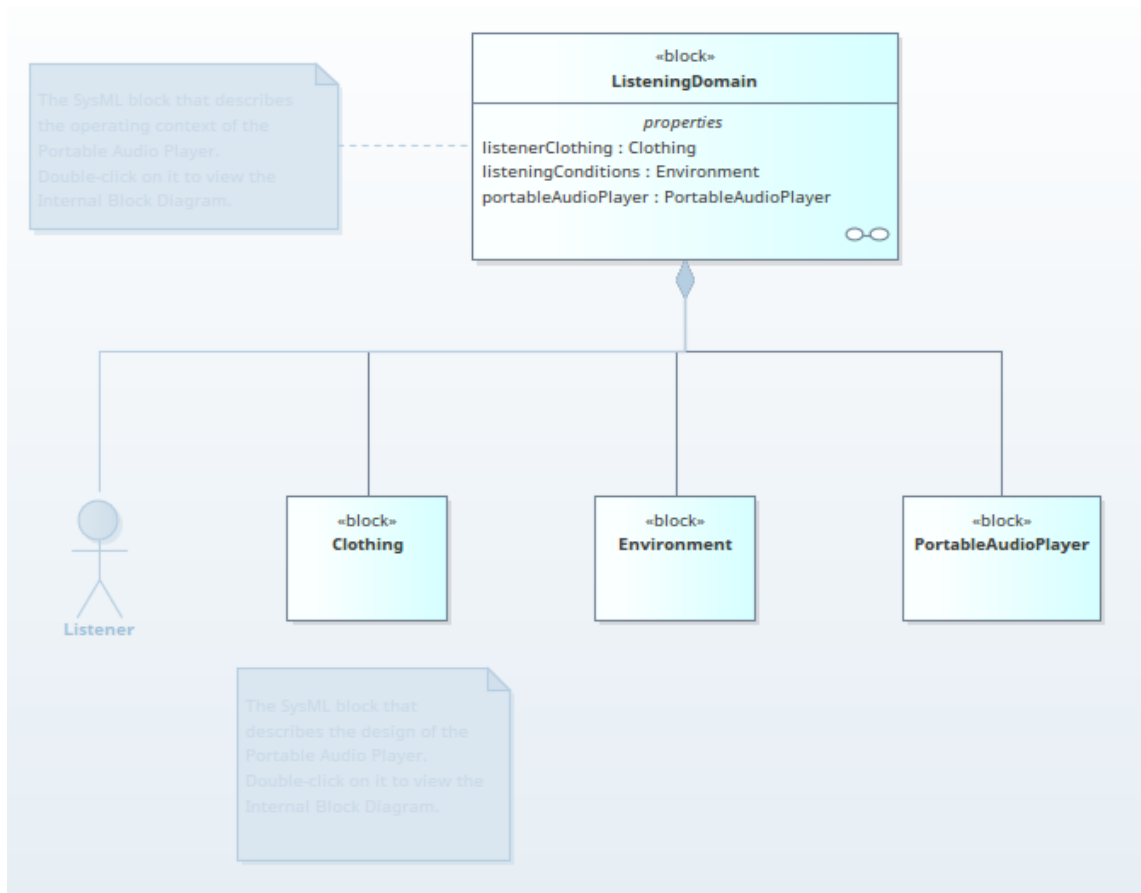 The SysML block that describes
the operating context of the
Portable Audio Player.
Double-click on it to view the
Internal Block Diagram.
«block»
ListeningDomain
properties
listenerClothing : Clothing
listeningConditions : Environment
portableAudioPlayer : PortableAudioPlayer
Listener
«block»
Clothing
«block»
Environment
«block»
PortableAudioPlayer
The SysML block that
describes the design of the
Portable Audio Player.
Double-click on it to view the
Internal Block Diagram.